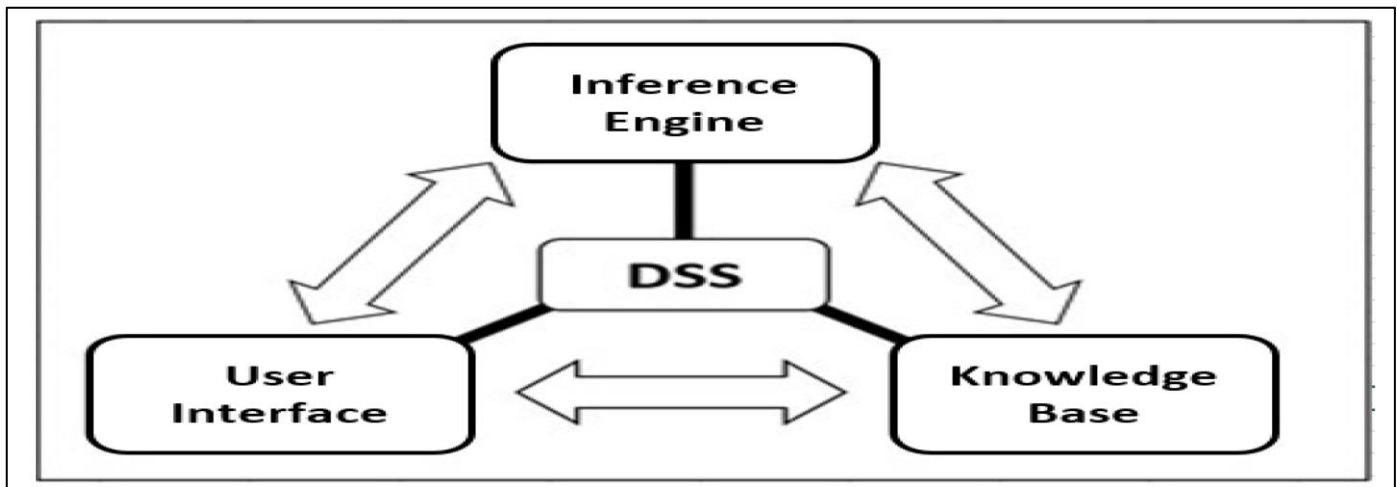 Inference
Engine
DSS
User
Interface
Knowledge
Base